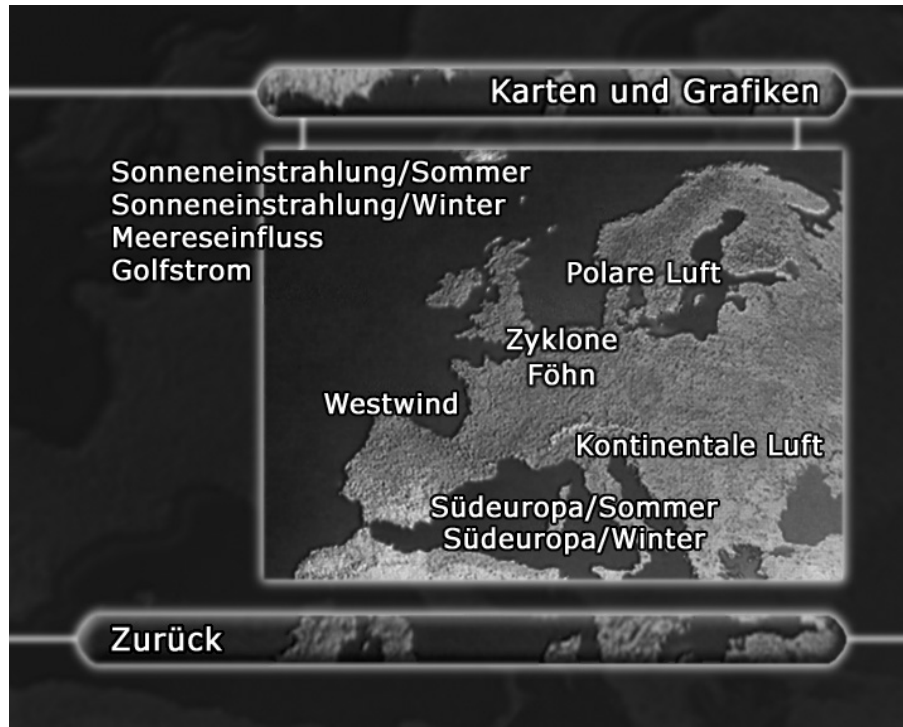 Karten und Grafiken
Sonneneinstrahlung/Sommer
Sonneneinstrahlung/Winter
Meereseinfluss
Golfstrom
Polare Luft
Zyklone
Föhn
Westwind
Kontinentale Luft
Südeuropa/Sommer
Südeuropa/Winter
Zurück